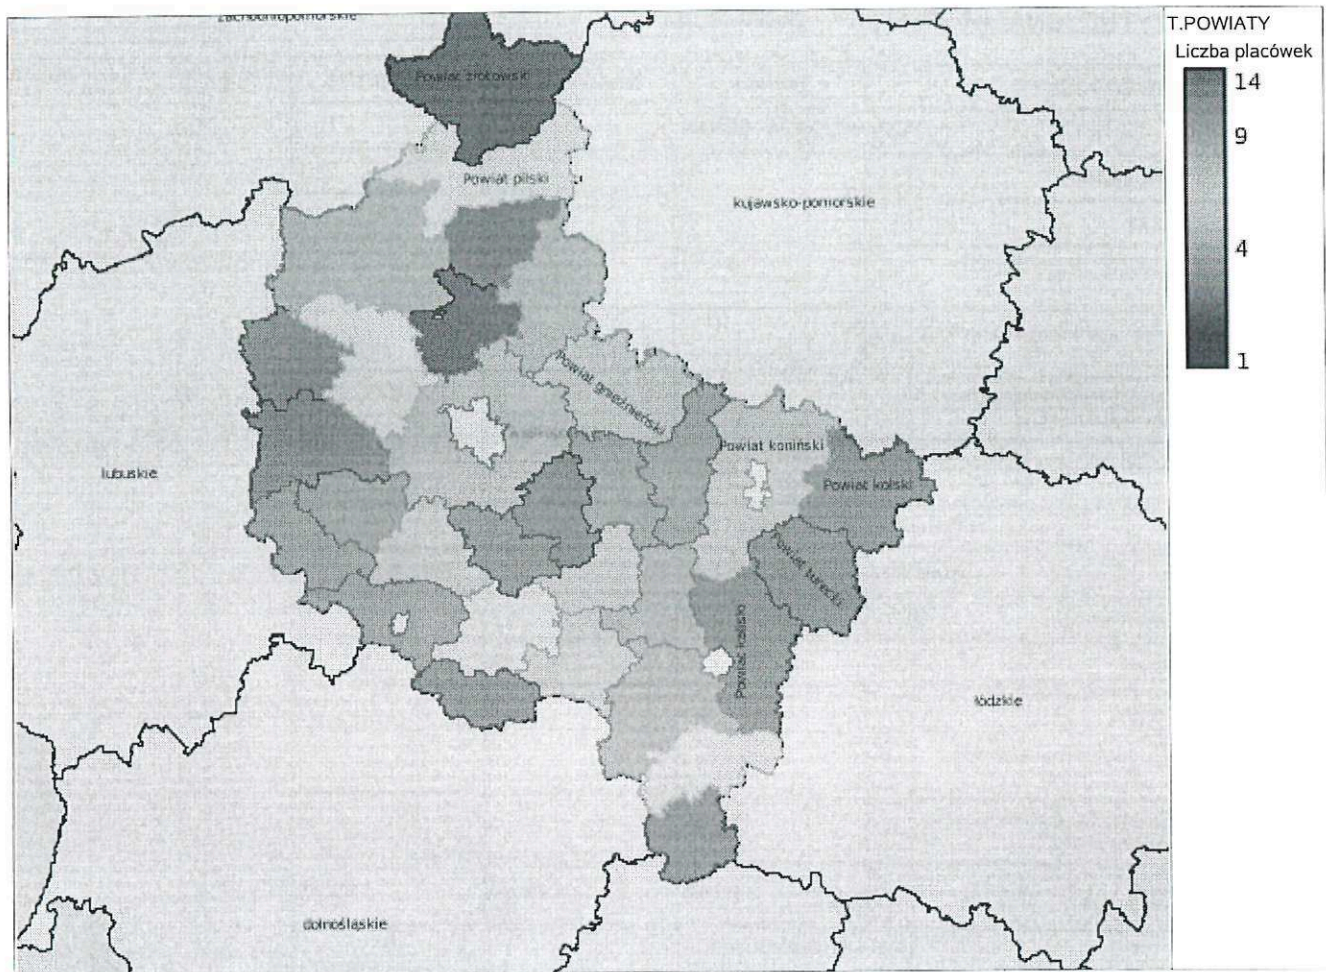 zachodniopomorskie
T.POWIATY
Liczba placówek
14
9
4
1
Powiat złotowski
Powiat pilski
kujawsko-pomorskie
Powiat gnieźnieński
Powiat koniński
lubuskie
Powiat kolski
Powiat turecki
Powiat kaliski
łódzkie
dolnośląskie